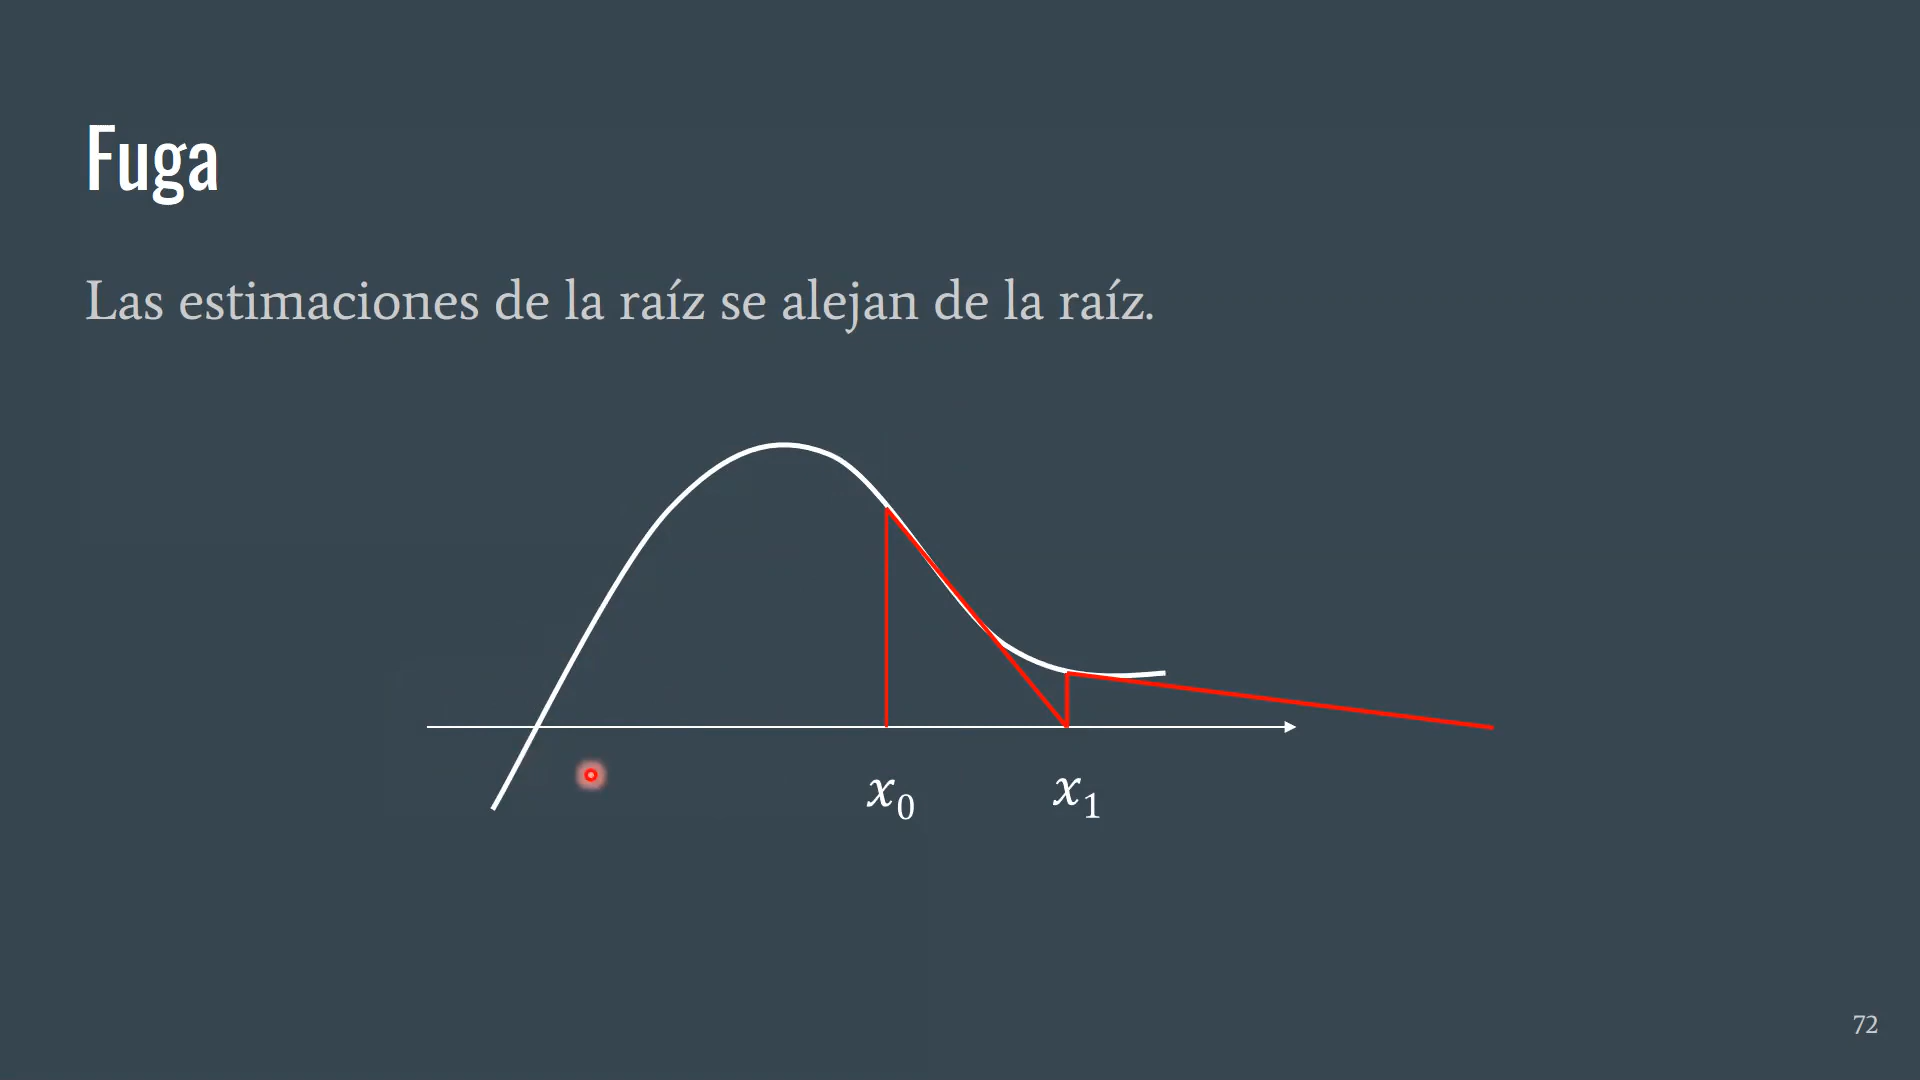 Fuga
Las estimaciones de la raíz se alejan de la raíz.
x₀ x₁
72